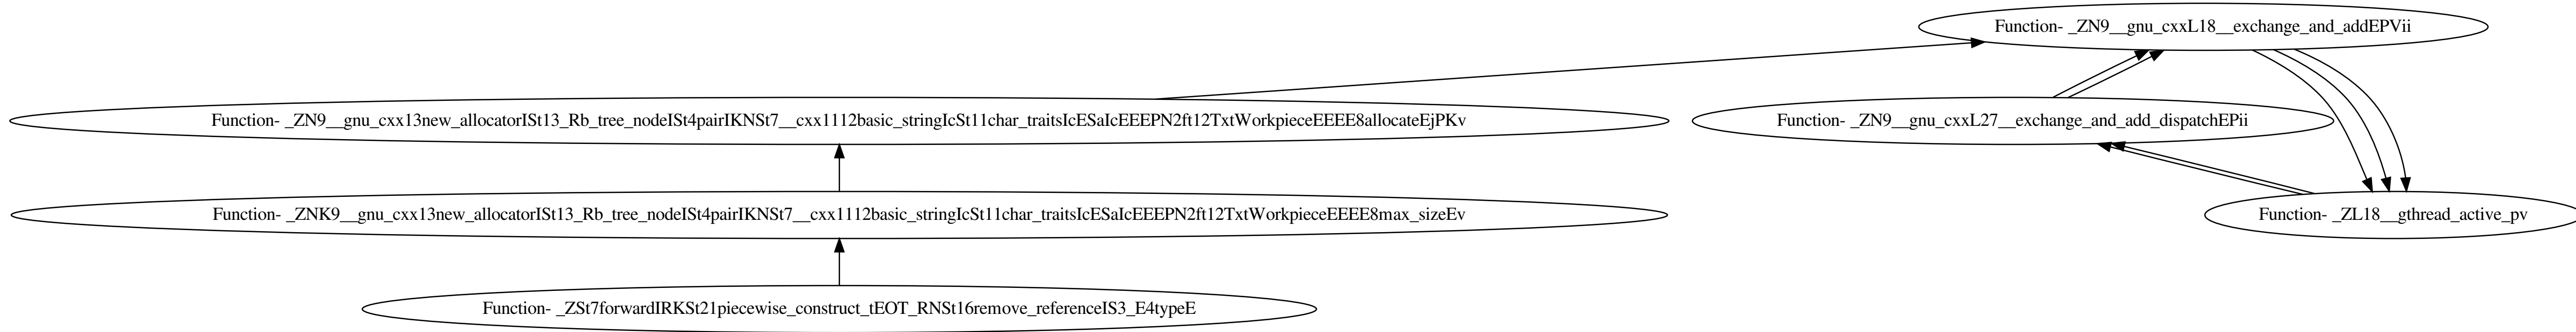 Function- _ZN9__gnu_cxxL18__exchange_and_addEPVii
Function- _ZN9__gnu_cxx13new_allocatorISt13_Rb_tree_nodeISt4pairIKNSt7__cxx1112basic_stringIcSt11char_traitsIcESaIcEEEPN2ft12TxtWorkpieceEEEE8allocateEjPKv
Function- _ZN9__gnu_cxxL27__exchange_and_add_dispatchEPii
Function- _ZNK9__gnu_cxx13new_allocatorISt13_Rb_tree_nodeISt4pairIKNSt7__cxx1112basic_stringIcSt11char_traitsIcESaIcEEEPN2ft12TxtWorkpieceEEEE8max_sizeEv
Function- _ZL18__gthread_active_pv
Function- _ZSt7forwardIRKSt21piecewise_construct_tEOT_RNSt16remove_referenceIS3_E4typeE